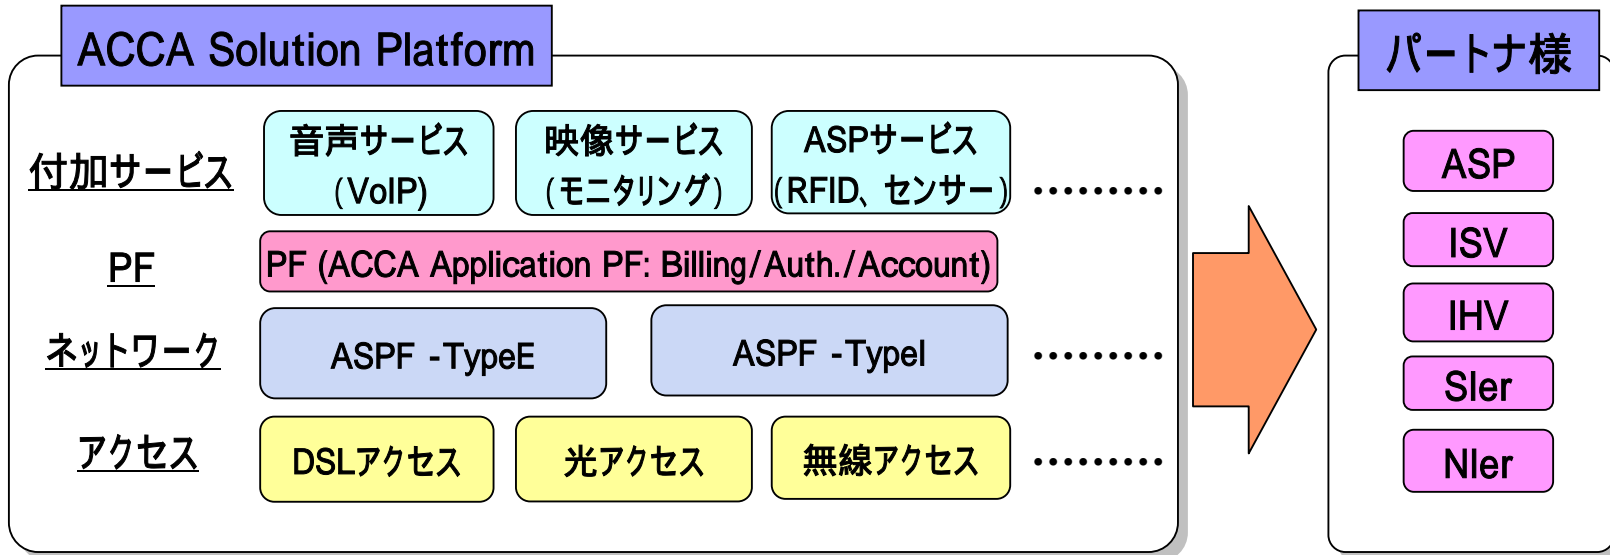 ACCA Solution Platform
パートナ様
付加サービス
音声サービス
(VoIP)
映像サービス
(モニタリング)
ASPサービス
(RFID、センサー)
………
PF
PF (ACCA Application PF: Billing/Auth./Account)
ネットワーク
ASPF -TypeE
ASPF -TypeI
………
アクセス
DSLアクセス
光アクセス
無線アクセス
………
ASP
ISV
IHV
SIer
NIer